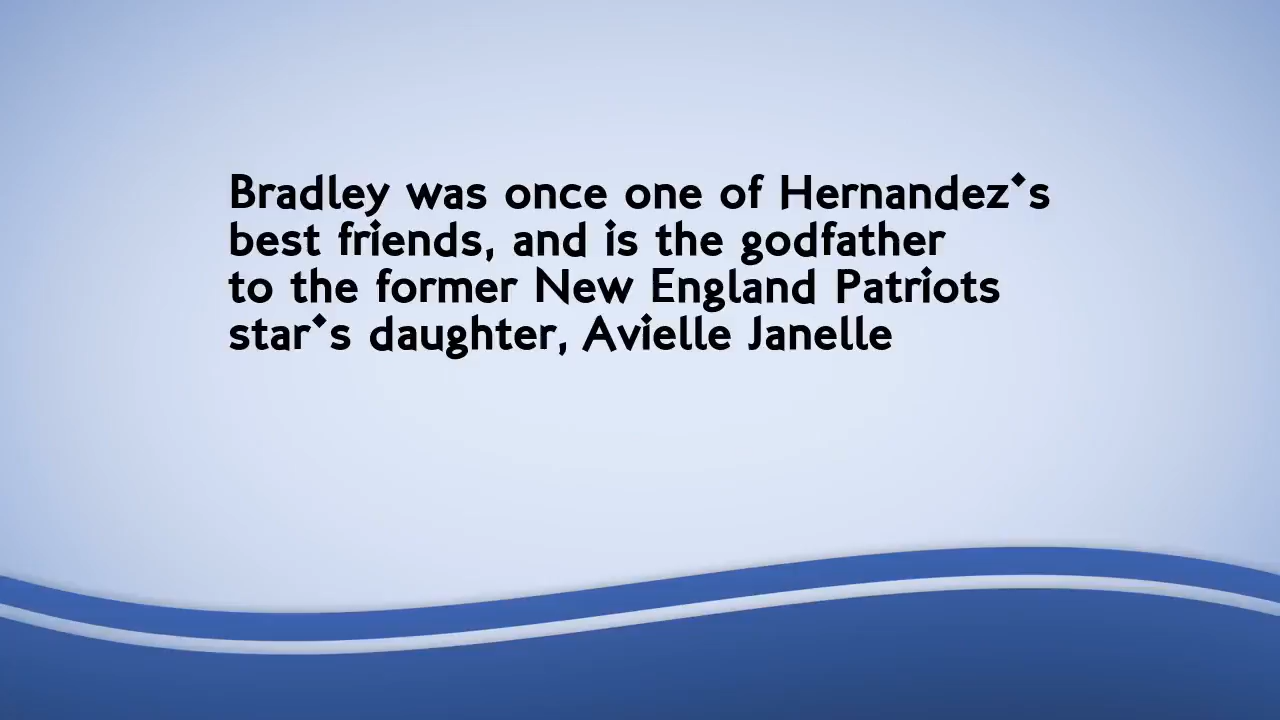 Bradley was once one of Hernandez's
best friends, and is the godfather
to the former New England Patriots
star's daughter, Avielle Janelle